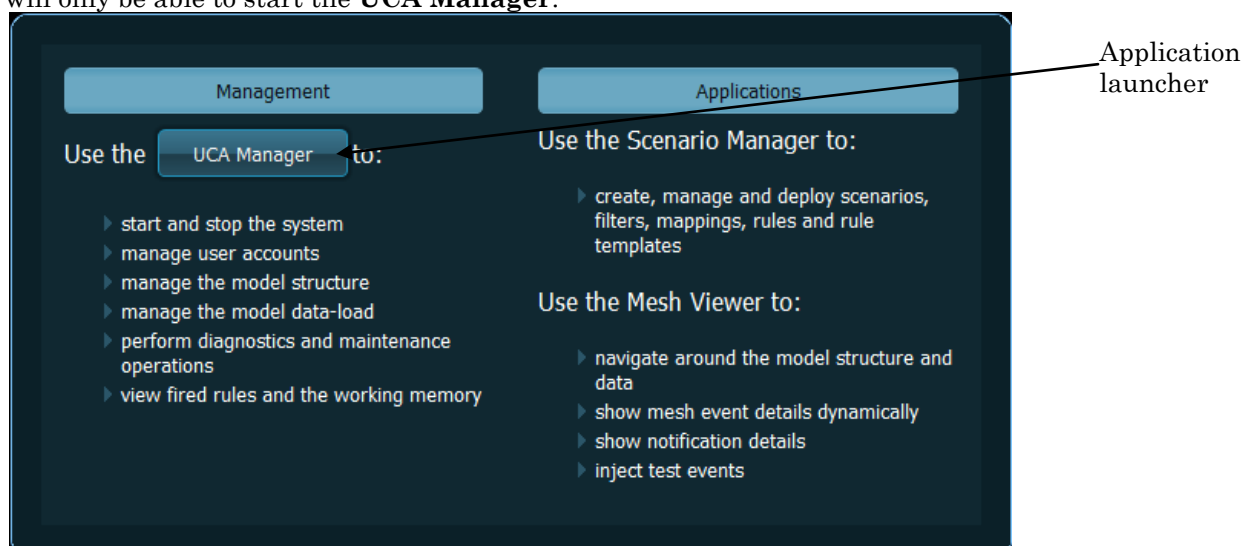 will only be able to start the UCA Manager.
Application
launcher
Management
Use the UCA Manager to:
start and stop the system
manage user accounts
manage the model structure
manage the model data-load
perform diagnostics and maintenance
operations
view fired rules and the working memory
Applications
Use the Scenario Manager to:
create, manage and deploy scenarios,
filters, mappings, rules and rule
templates
Use the Mesh Viewer to:
navigate around the model structure and
data
show mesh event details dynamically
show notification details
inject test events